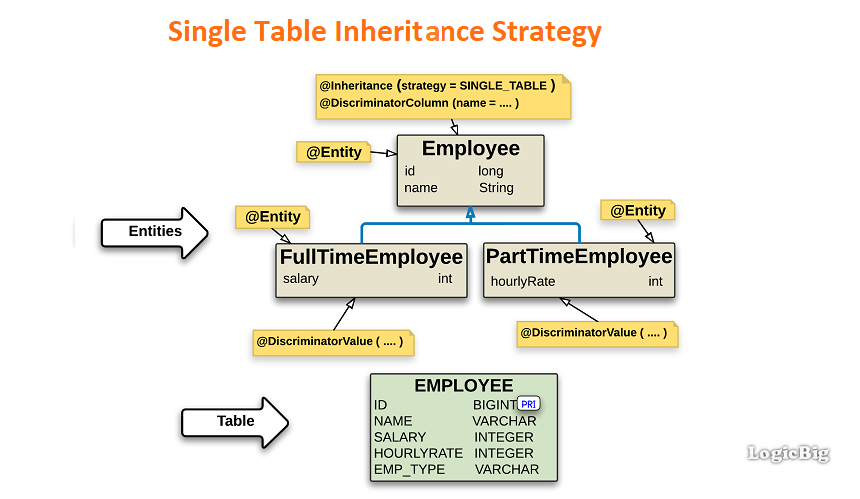 Single Table Inheritance Strategy
@Inheritance (strategy = SINGLE_TABLE )
@DiscriminatorColumn (name = .... )
@Entity
Employee
id long
name String
@Entity
@Entity
Entities
FullTimeEmployee
salary int
PartTimeEmployee
hourlyRate int
@DiscriminatorValue ( .... )
@DiscriminatorValue ( .... )
Table
EMPLOYEE
ID BIGINT PRI
NAME VARCHAR
SALARY INTEGER
HOURLYRATE INTEGER
EMP_TYPE VARCHAR
LogicBig